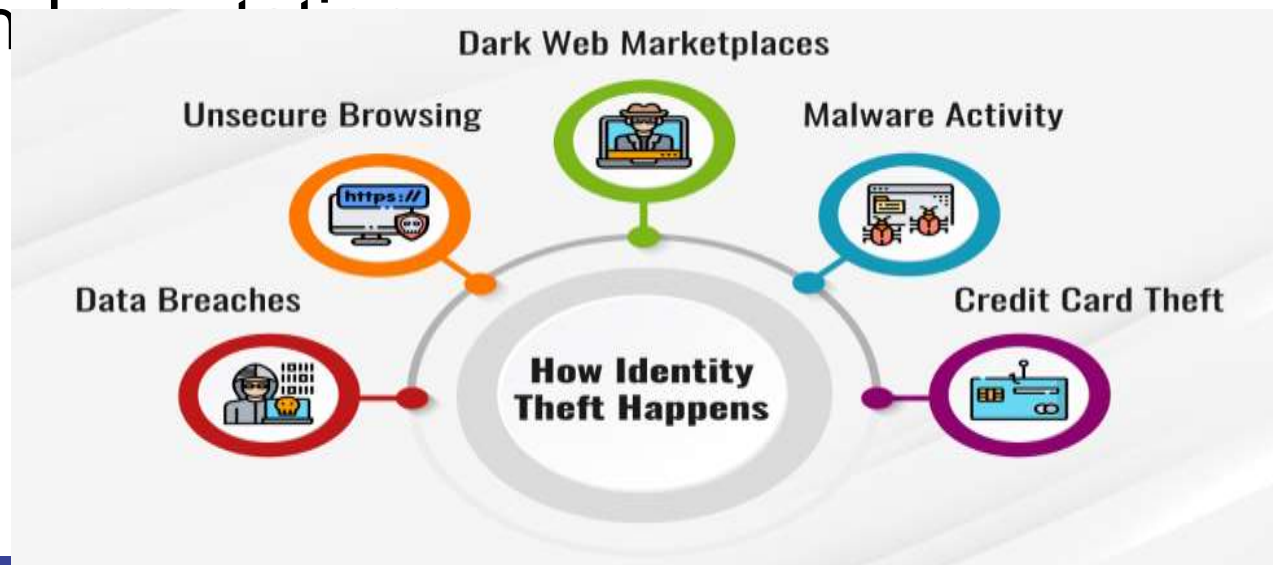 Dark Web Marketplaces
Unsecure Browsing
Malware Activity
https://
Data Breaches
Credit Card Theft
How Identity
Theft Happens